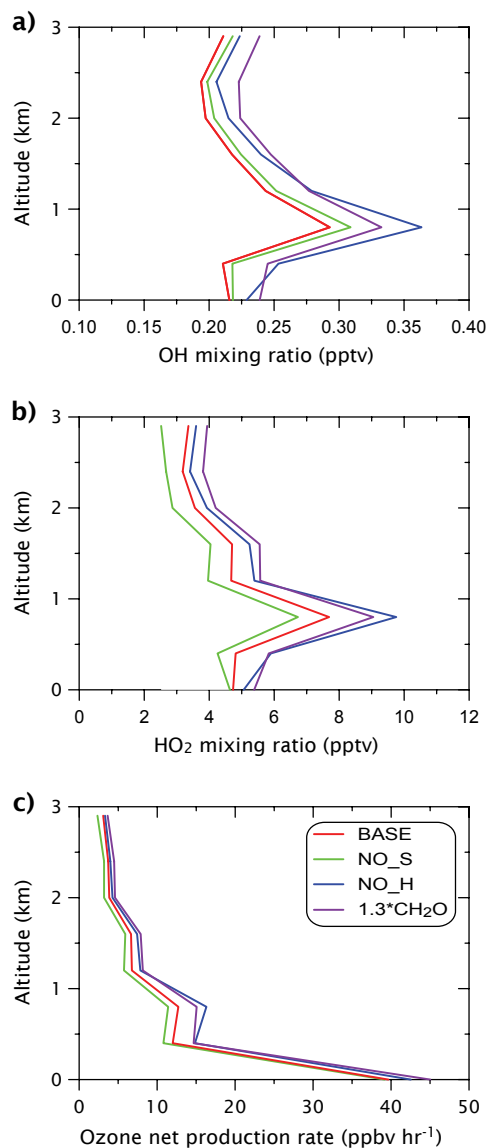 a)
3
2
1
0
Altitude (km)
0.10 0.15 0.20 0.25 0.30 0.35 0.40
OH mixing ratio (pptv)
b)
3
2
1
0
Altitude (km)
0 2 4 6 8 10 12
HO₂ mixing ratio (pptv)
c)
3
2
1
0
Altitude (km)
BASE
NO_S
NO_H
1.3*CH₂O
0 10 20 30 40 50
Ozone net production rate (ppbv hr⁻¹)